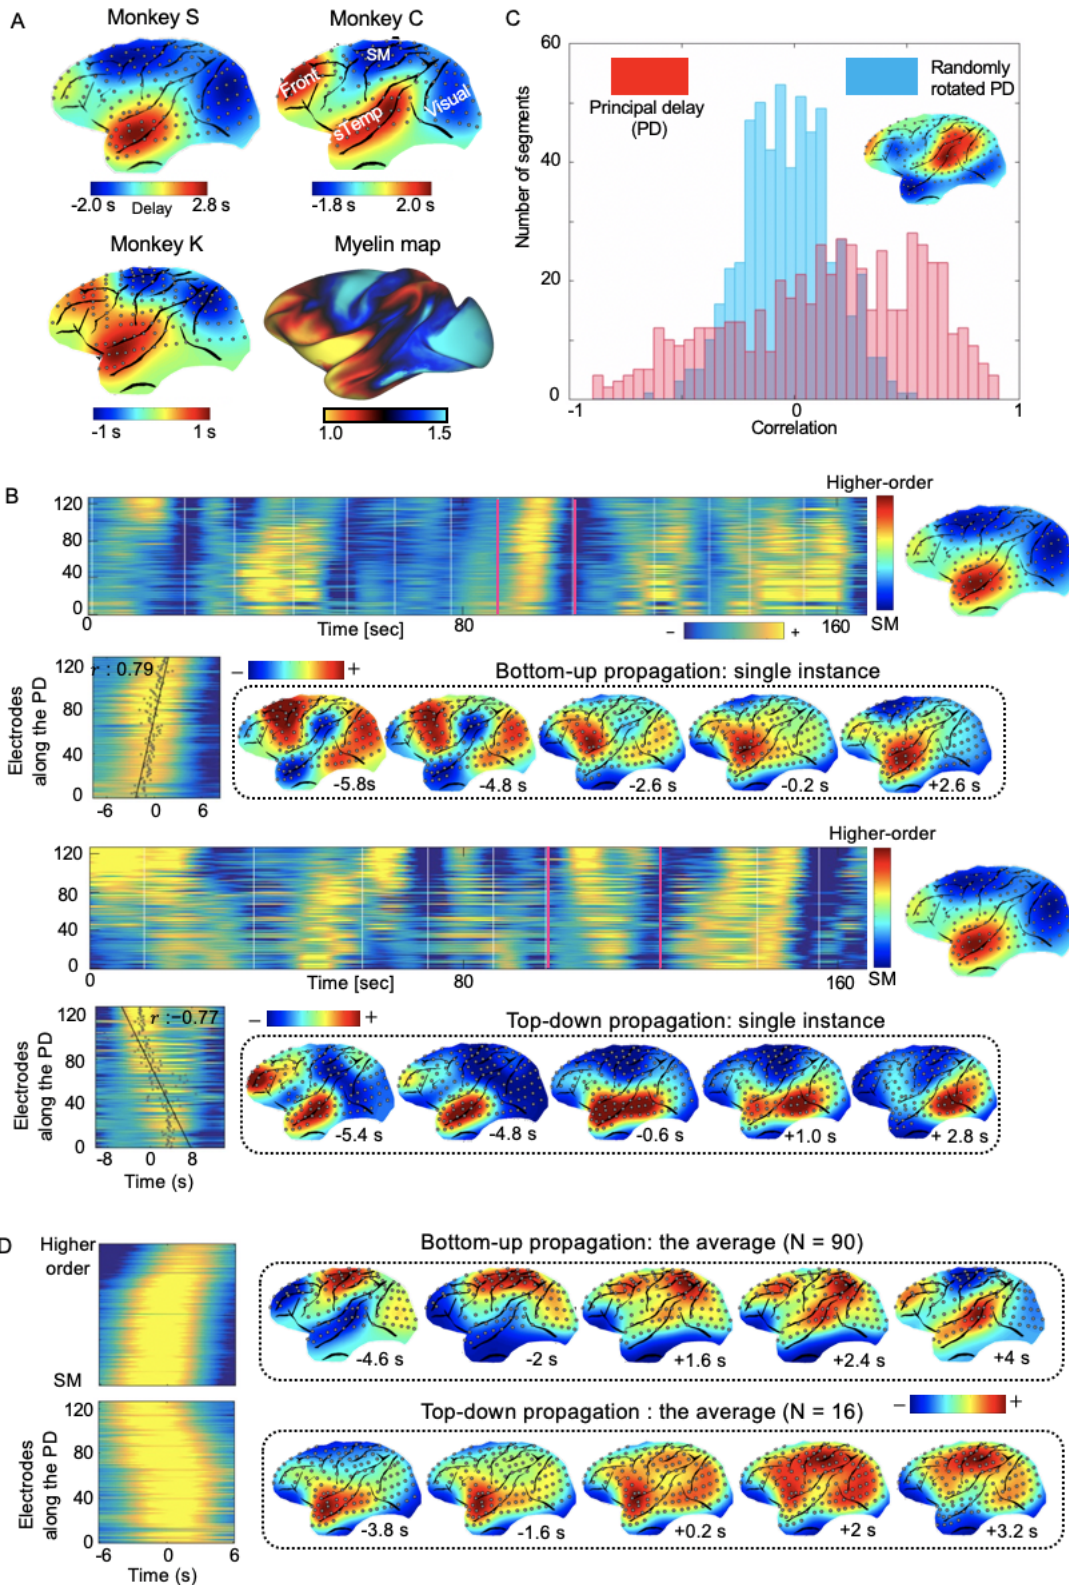 A
Monkey S
Monkey C
C
Front
SM
sTemp
Visual
-2.0s
Delay
2.8 s
-1.8s
2.0 s
Monkey K
Myelin map
-1 s
1 s
1.0
1.5
60
40
20
0
Number of segments
Principal delay
(PD)
Randomly
rotated PD
-1
0
1
Correlation
B
Higher-order
120
80
40
0
0
Time [sec]
80
160
- +
SM
120
80
40
0
Electrodes
along the PD
r : 0.79
-6 0 6
- +
Bottom-up propagation: single instance
-5.8s
-4.8s
-2.6s
-0.2s
+2.6s
Higher-order
120
80
40
0
0
Time [sec]
80
160
SM
120
80
40
0
Electrodes
along the PD
r :−0.77
-8 0 8
Time (s)
- +
Top-down propagation: single instance
-5.4 s
-4.8 s
-0.6 s
+1.0 s
+ 2.8 s
D
Higher
order
SM
Bottom-up propagation: the average (N = 90)
-4.6 s
-2 s
+1.6 s
+2.4 s
+4 s
120
80
40
0
Electrodes
along the PD
-6 0 6
Time (s)
Top-down propagation : the average (N = 16)
- +
-3.8 s
-1.6 s
+0.2 s
+2 s
+3.2 s